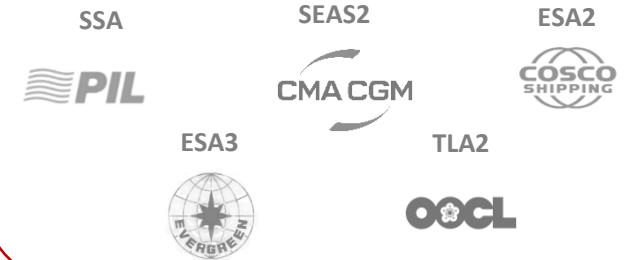 SSA
PIL
SEAS2
CMA CGM
ESA2
COSCO
SHIPPING
ESA3
EVERGREEN
TLA2
OOCL